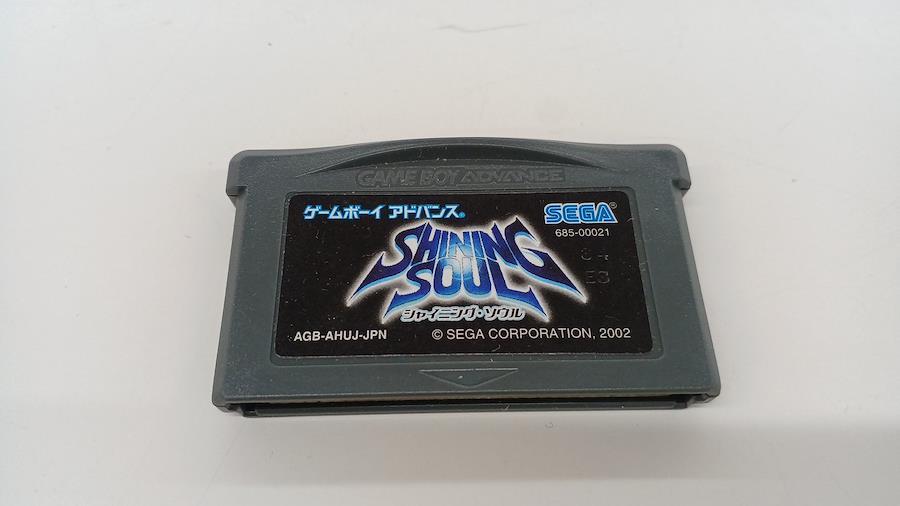 GAME BOY ADVANCE
ゲームボーイ アドバンス®
SEGA®
685-00021
SHINING
SOUL
シャイニング・ソウル
AGB-AHUJ-JPN
© SEGA CORPORATION, 2002